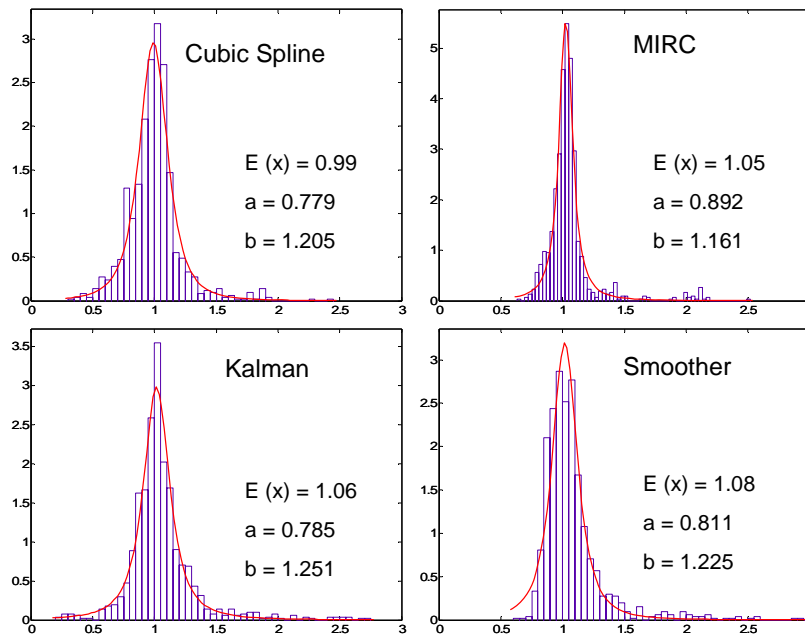 Cubic Spline
E (x) = 0.99
a = 0.779
b = 1.205
3
2.5
2
1.5
1
0.5
0
0 0.5 1 1.5 2 2.5 3
MIRC
E (x) = 1.05
a = 0.892
b = 1.161
5
4
3
2
1
0
0 0.5 1 1.5 2 2.5
Kalman
E (x) = 1.06
a = 0.785
b = 1.251
3.5
3
2.5
2
1.5
1
0.5
0
0 0.5 1 1.5 2 2.5 3
Smoother
E (x) = 1.08
a = 0.811
b = 1.225
3
2.5
2
1.5
1
0.5
0
0 0.5 1 1.5 2 2.5